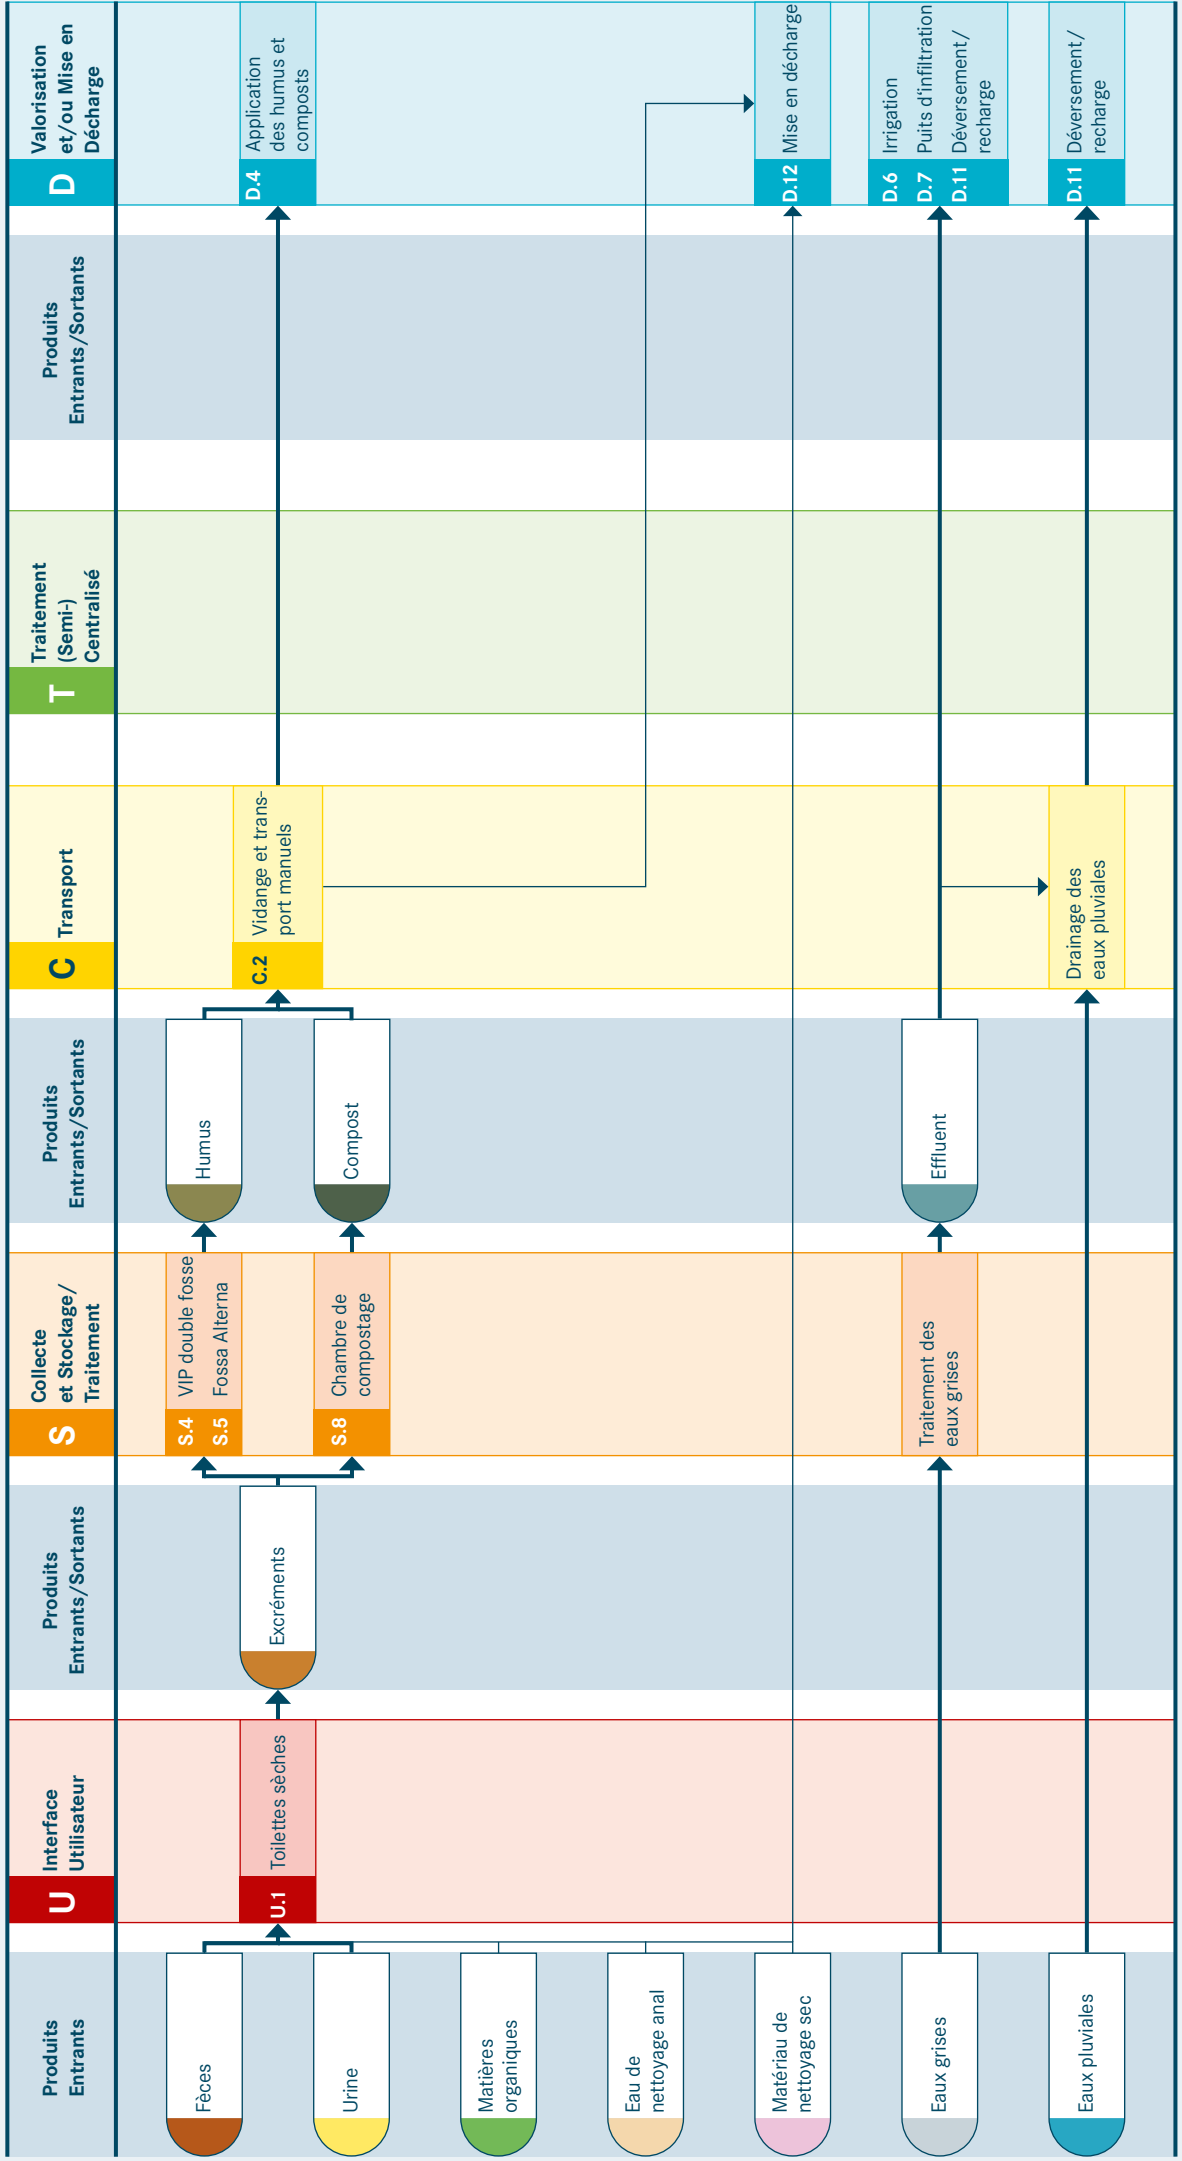 Produits
Entrants
U
Interface
Utilisateur
Produits
Entrants/Sortants
S
Collecte
et Stockage/
Traitement
Produits
Entrants/Sortants
C
Transport
T
Traitement
(Semi-)
Centralisé
Produits
Entrants/Sortants
D
Valorisation
et/ou Mise en
Décharge
Fèces
Urine
Matières
organiques
Eau de
nettoyage anal
Matériau de
nettoyage sec
Eaux grises
Eaux pluviales
U.1 Toilettes sèches
Excréments
S.4 VIP double fosse
S.5 Fossa Alterna
S.8 Chambre de
compostage
Traitement des
eaux grises
Humus
Compost
Effluent
C.2 Vidange et trans-
port manuels
Drainage des
eaux pluviales
D.4 Application
des humus et
composts
D.12 Mise en décharge
D.6 Irrigation
D.7 Puits d'infiltration
D.11 Déversement/
recharge
D.11 Déversement/
recharge